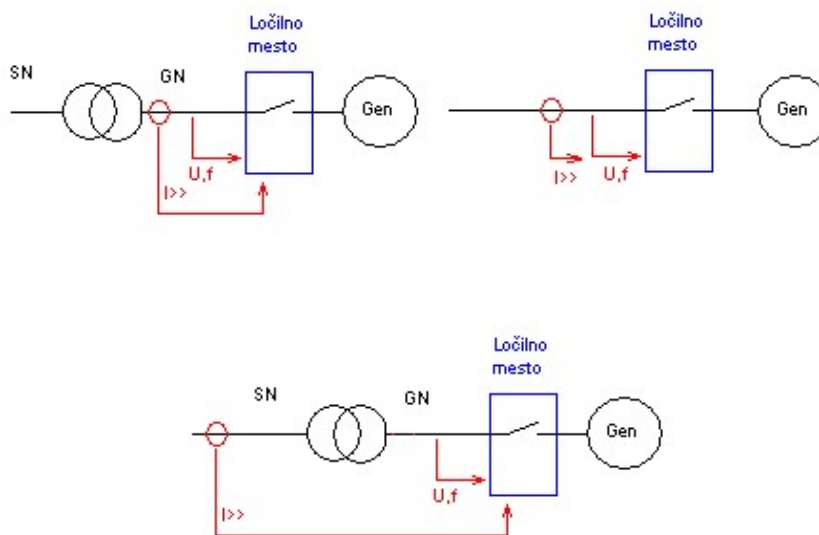 Ločilno
mesto
SN
GN
Gen
U,f
I>>
Ločilno
mesto
Gen
I>>
U,f
Ločilno
mesto
SN
GN
Gen
U,f
I>>